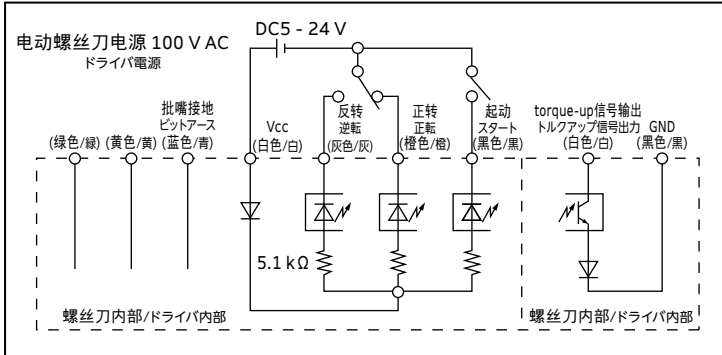 电动螺丝刀电源 100 V AC
ドライバ電源
DC5 - 24 V
批嘴接地
ビットアース
(绿色/緑)
(黄色/黄)
(蓝色/青)
Vcc
(白色/白)
反转
逆転
(灰色/灰)
正转
正転
(橙色/橙)
起动
スタート
(黑色/黒)
torque-up信号输出
トルクアップ信号出力
(白色/白)
GND
(黑色/黒)
5.1 kΩ
螺丝刀内部/ドライバ内部
螺丝刀内部/ドライバ内部